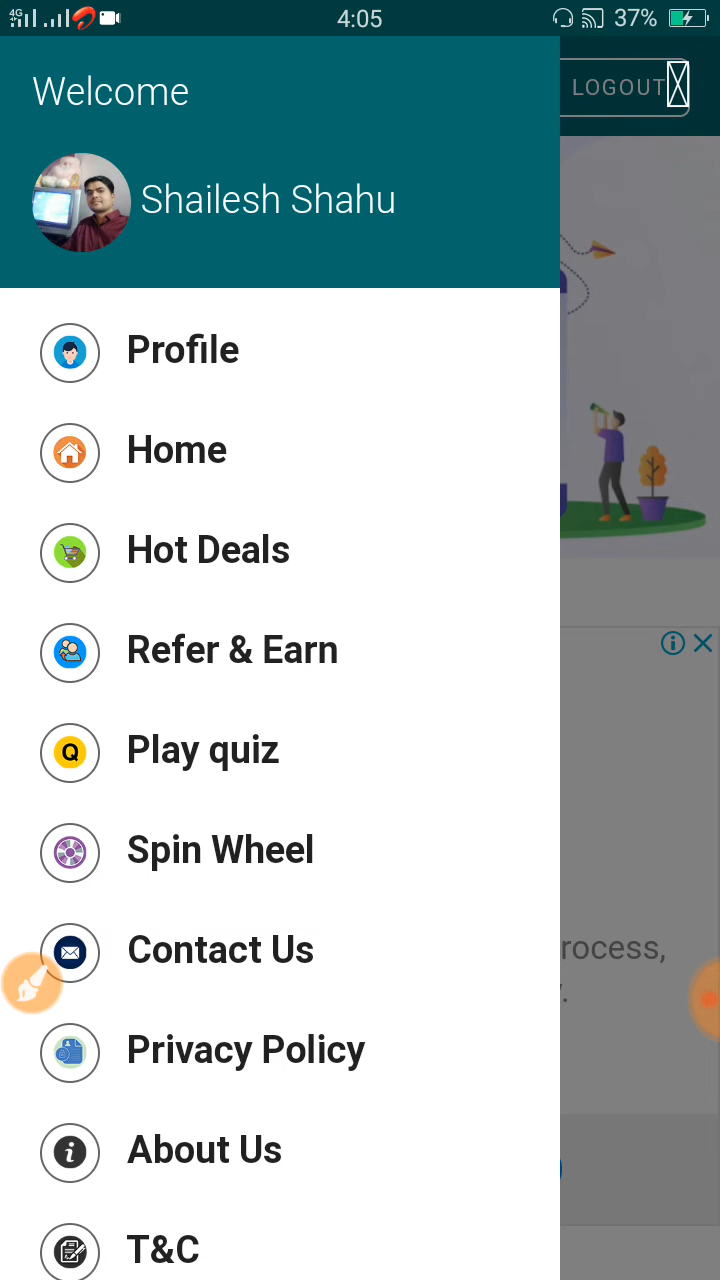 4G
4:05
37%
Welcome
LOGOUT
Shailesh Shahu
Profile
Home
Hot Deals
Refer & Earn
Play quiz
Q
Spin Wheel
Contact Us
rocess,
.
Privacy Policy
About Us
T&C